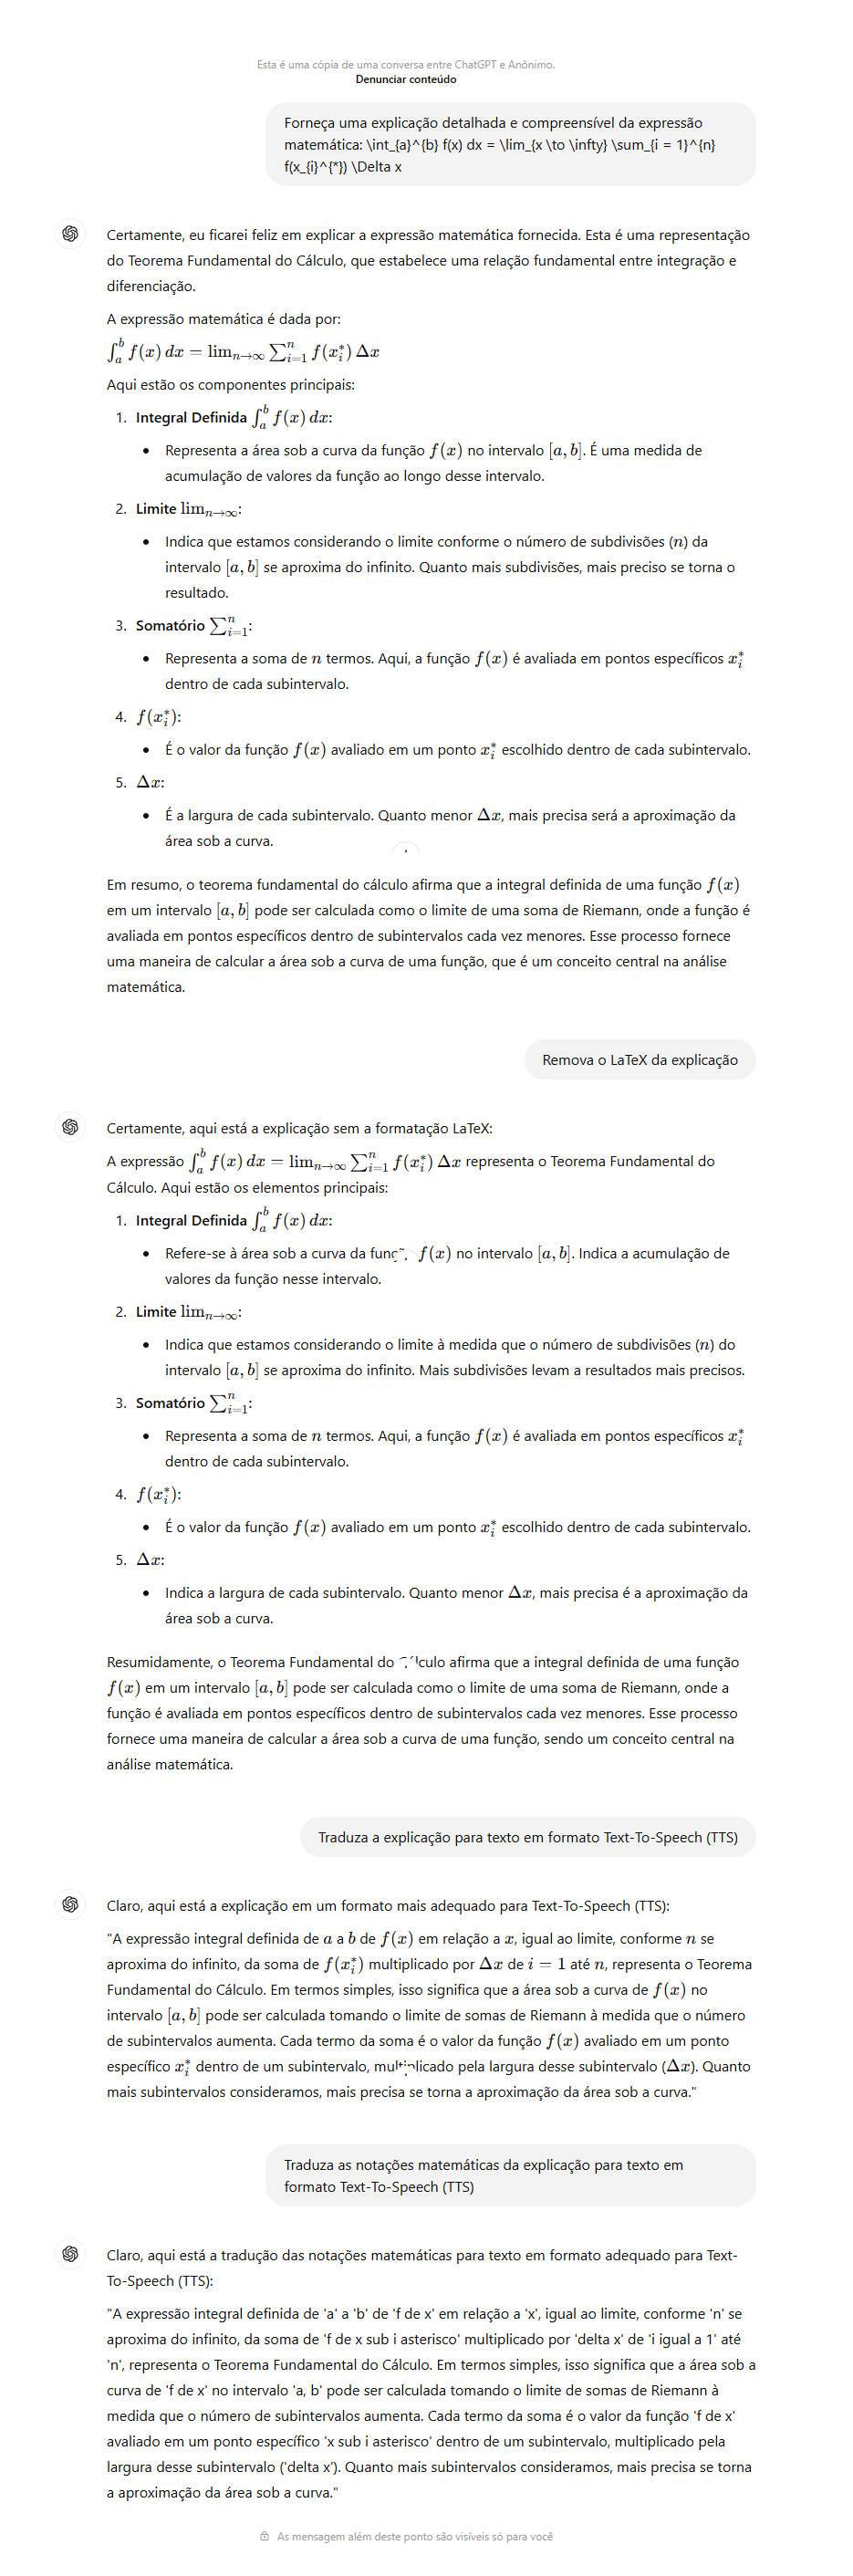 Esta é uma cópia de uma conversa entre ChatGPT e Anônimo.
Denunciar conteúdo
Forneça uma explicação detalhada e compreensível da expressão
matemática: \int_{a}^{b} f(x) dx = \lim_{x \to \infty} \sum_{i = 1}^{n}
f(x_{i}^{*}) \Delta x
Certamente, eu ficarei feliz em explicar a expressão matemática fornecida. Esta é uma representação
do Teorema Fundamental do Cálculo, que estabelece uma relação fundamental entre integração e
diferenciação.
A expressão matemática é dada por:
∫_a^b f(x) dx = lim_{n→∞} ∑_{i=1}^n f(x_i^*) Δx
Aqui estão os componentes principais:
1. Integral Definida ∫_a^b f(x) dx:
• Representa a área sob a curva da função f(x) no intervalo [a, b]. É uma medida de
acumulação de valores da função ao longo desse intervalo.
2. Limite lim_{n→∞}:
• Indica que estamos considerando o limite conforme o número de subdivisões (n) da
intervalo [a, b] se aproxima do infinito. Quanto mais subdivisões, mais preciso se torna o
resultado.
3. Somatório ∑_{i=1}^n:
• Representa a soma de n termos. Aqui, a função f(x) é avaliada em pontos específicos x_i^*
dentro de cada subintervalo.
4. f(x_i^*):
• É o valor da função f(x) avaliado em um ponto x_i^* escolhido dentro de cada subintervalo.
5. Δx:
• É a largura de cada subintervalo. Quanto menor Δx, mais precisa será a aproximação da
área sob a curva.
Em resumo, o teorema fundamental do cálculo afirma que a integral definida de uma função f(x)
em um intervalo [a, b] pode ser calculada como o limite de uma soma de Riemann, onde a função é
avaliada em pontos específicos dentro de subintervalos cada vez menores. Esse processo fornece
uma maneira de calcular a área sob a curva de uma função, que é um conceito central na análise
matemática.
Remova o LaTeX da explicação
Certamente, aqui está a explicação sem a formatação LaTeX:
A expressão ∫_a^b f(x) dx = lim_{n→∞} ∑_{i=1}^n f(x_i^*) Δx representa o Teorema Fundamental do
Cálculo. Aqui estão os elementos principais:
1. Integral Definida ∫_a^b f(x) dx:
• Refere-se à área sob a curva da função f(x) no intervalo [a, b]. Indica a acumulação de
valores da função nesse intervalo.
2. Limite lim_{n→∞}:
• Indica que estamos considerando o limite à medida que o número de subdivisões (n) do
intervalo [a, b] se aproxima do infinito. Mais subdivisões levam a resultados mais precisos.
3. Somatório ∑_{i=1}^n:
• Representa a soma de n termos. Aqui, a função f(x) é avaliada em pontos específicos x_i^*
dentro de cada subintervalo.
4. f(x_i^*):
• É o valor da função f(x) avaliado em um ponto x_i^* escolhido dentro de cada subintervalo.
5. Δx:
• Indica a largura de cada subintervalo. Quanto menor Δx, mais precisa é a aproximação da
área sob a curva.
Resumidamente, o Teorema Fundamental do Cálculo afirma que a integral definida de uma função
f(x) em um intervalo [a, b] pode ser calculada como o limite de uma soma de Riemann, onde a
função é avaliada em pontos específicos dentro de subintervalos cada vez menores. Esse processo
fornece uma maneira de calcular a área sob a curva de uma função, sendo um conceito central na
análise matemática.
Traduza a explicação para texto em formato Text-To-Speech (TTS)
Claro, aqui está a explicação em um formato mais adequado para Text-To-Speech (TTS):
"A expressão integral definida de a a b de f(x) em relação a x, igual ao limite, conforme n se
aproxima do infinito, da soma de f(x_i^*) multiplicado por Δx de i = 1 até n, representa o Teorema
Fundamental do Cálculo. Em termos simples, isso significa que a área sob a curva de f(x) no
intervalo [a, b] pode ser calculada tomando o limite de somas de Riemann à medida que o número
de subintervalos aumenta. Cada termo da soma é o valor da função f(x) avaliado em um ponto
específico x_i^* dentro de um subintervalo, multiplicado pela largura desse subintervalo (Δx). Quanto
mais subintervalos consideramos, mais precisa se torna a aproximação da área sob a curva."
Traduza as notações matemáticas da explicação para texto em
formato Text-To-Speech (TTS)
Claro, aqui está a tradução das notações matemáticas para texto em formato adequado para Text-
To-Speech (TTS):
"A expressão integral definida de 'a' a 'b' de 'f de x' em relação a 'x', igual ao limite, conforme 'n' se
aproxima do infinito, da soma de 'f de x sub i asterisco' multiplicado por 'delta x' de 'i igual a 1' até
'n', representa o Teorema Fundamental do Cálculo. Em termos simples, isso significa que a área sob a
curva de 'f de x' no intervalo 'a, b' pode ser calculada tomando o limite de somas de Riemann à
medida que o número de subintervalos aumenta. Cada termo da soma é o valor da função 'f de x'
avaliado em um ponto específico 'x sub i asterisco' dentro de um subintervalo, multiplicado pela
largura desse subintervalo ('delta x'). Quanto mais subintervalos consideramos, mais precisa se torna
a aproximação da área sob a curva."
As mensagem além deste ponto são visíveis só para você